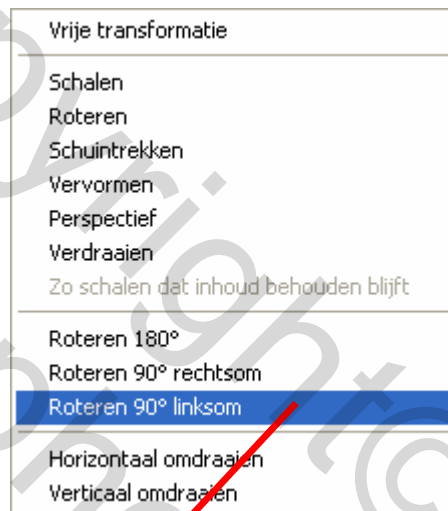 Vrije transformatie
Schalen
Roteren
Schuintrekken
Vervormen
Perspectief
Verdraaien
Zo schalen dat inhoud behouden blijft
Roteren 180°
Roteren 90° rechtsom
Roteren 90° linksom
Horizontaal omdraaien
Verticaal omdraaien